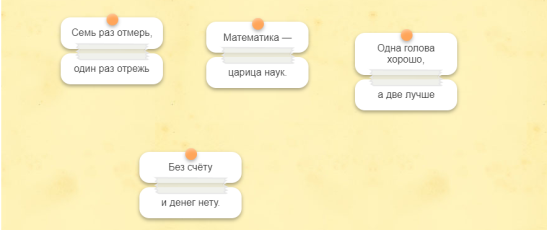 Семь раз отмерь,
один раз отрежь
Математика —
царица наук.
Одна голова
хорошо,
а две лучше
Без счёту
и денег нету.